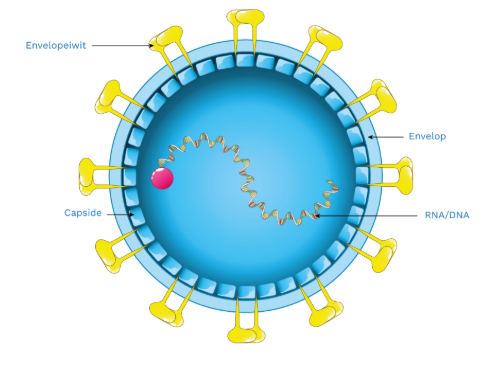 Envelopeiwit
Envelop
Capside
RNA/DNA